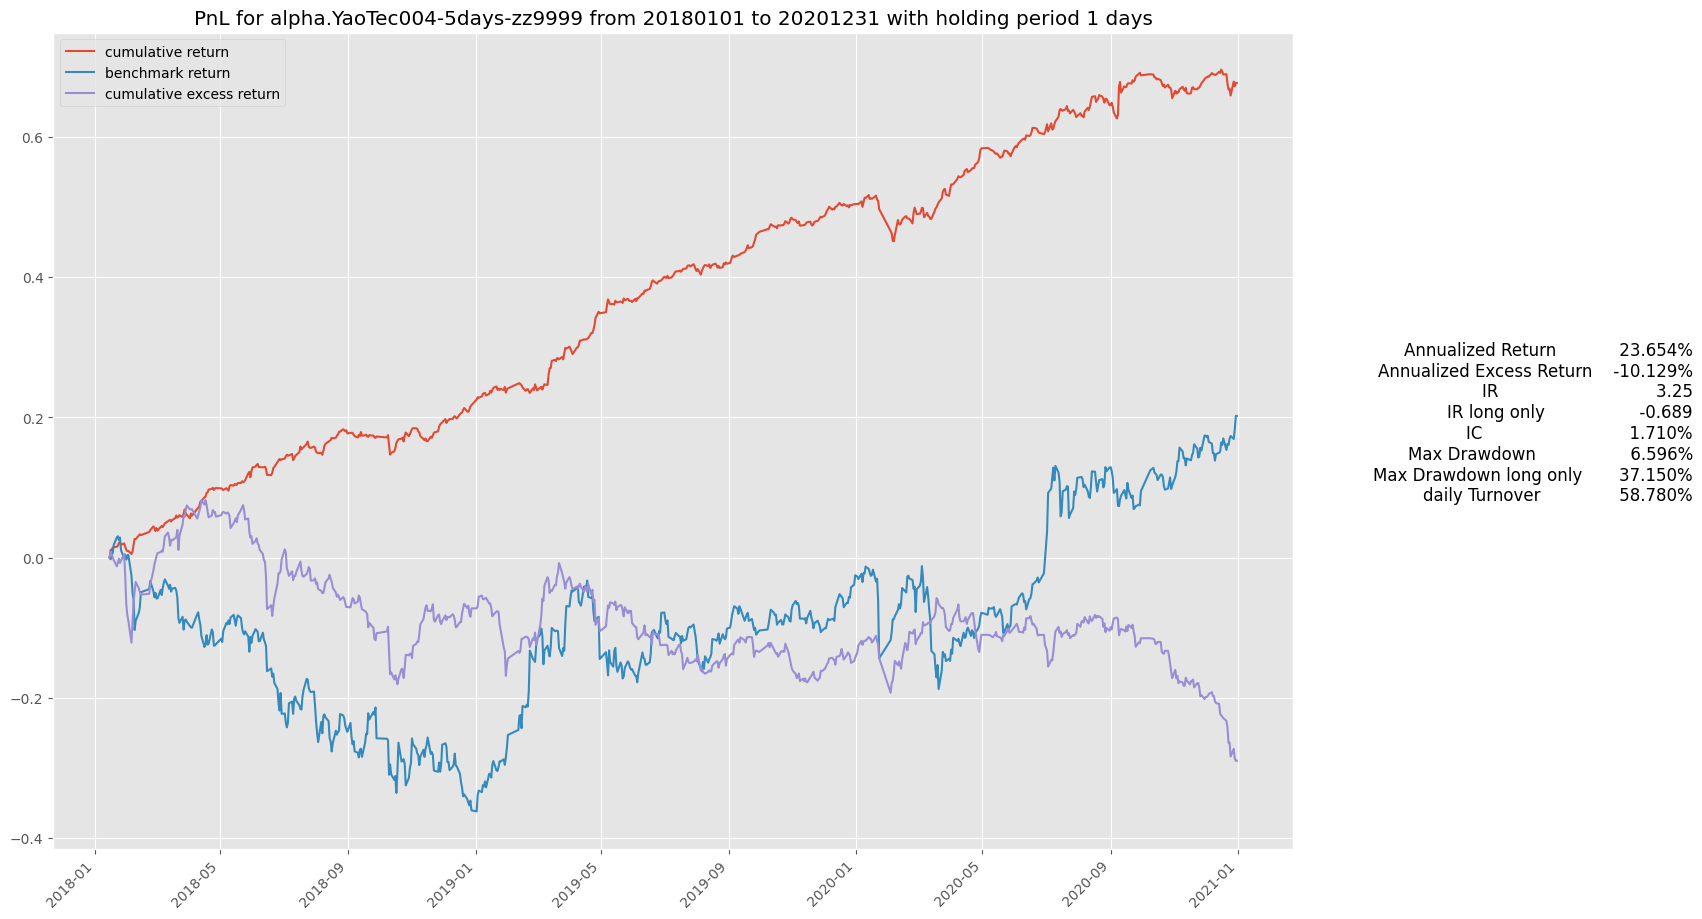 PnL for alpha.YaoTec004-5days-zz9999 from 20180101 to 20201231 with holding period 1 days
cumulative return
benchmark return
cumulative excess return
0.6
0.4
0.2
0.0
−0.2
−0.4
2018-01
2018-05
2018-09
2019-01
2019-05
2019-09
2020-01
2020-05
2020-09
2021-01
Annualized Return 23.654%
Annualized Excess Return -10.129%
IR 3.25
IR long only -0.689
IC 1.710%
Max Drawdown 6.596%
Max Drawdown long only 37.150%
daily Turnover 58.780%